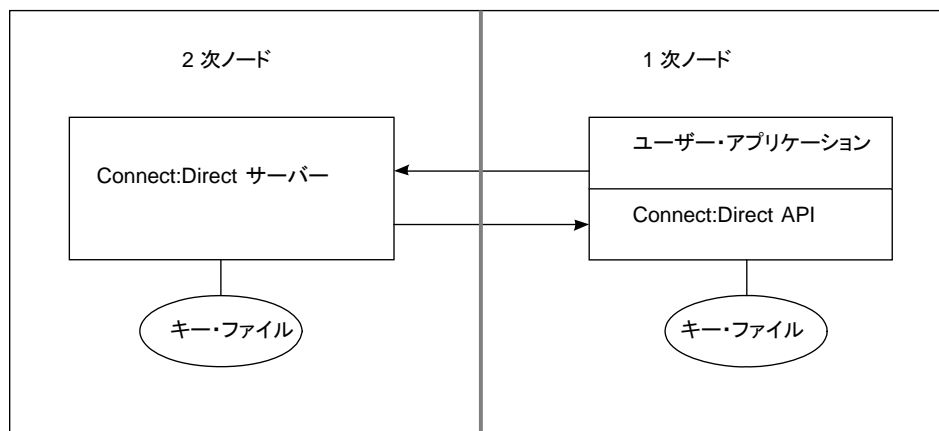 2 次ノード
1 次ノード
Connect:Direct サーバー
ユーザー・アプリケーション
Connect:Direct API
キー・ファイル
キー・ファイル